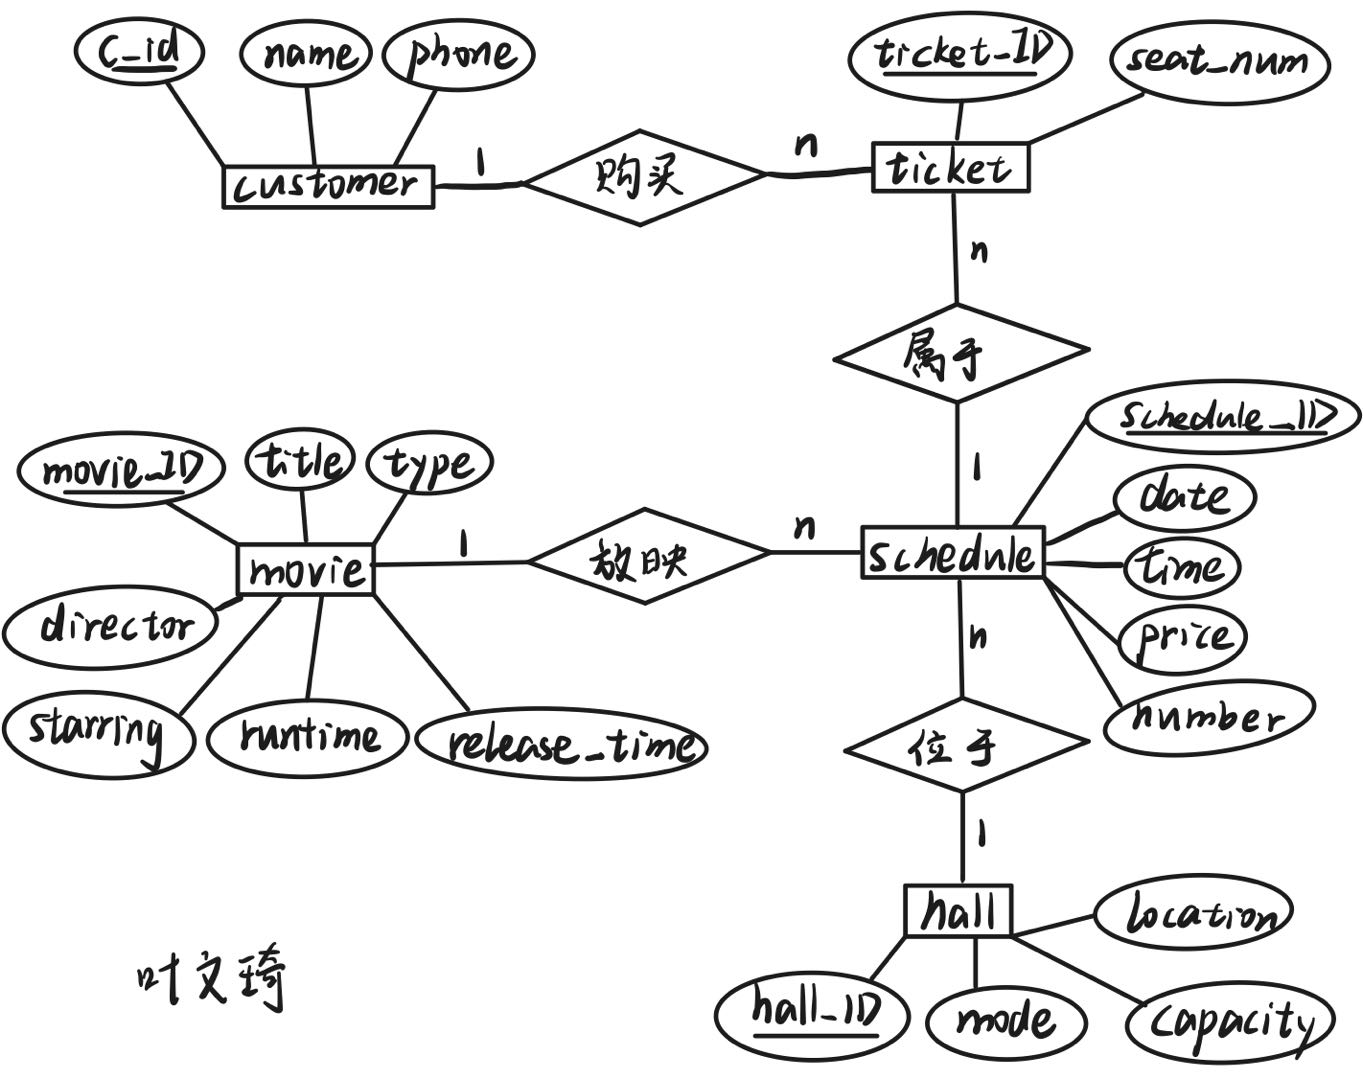 C_id name phone ticket_ID seat_num
customer 1 购买 n ticket
n
属于
schedule_ID
movie_ID title type 1 date
movie 1 放映 n schedule time
director n price
starring runtime release_time 位于 number
1
hall location
叶文琦 hall_ID mode capacity